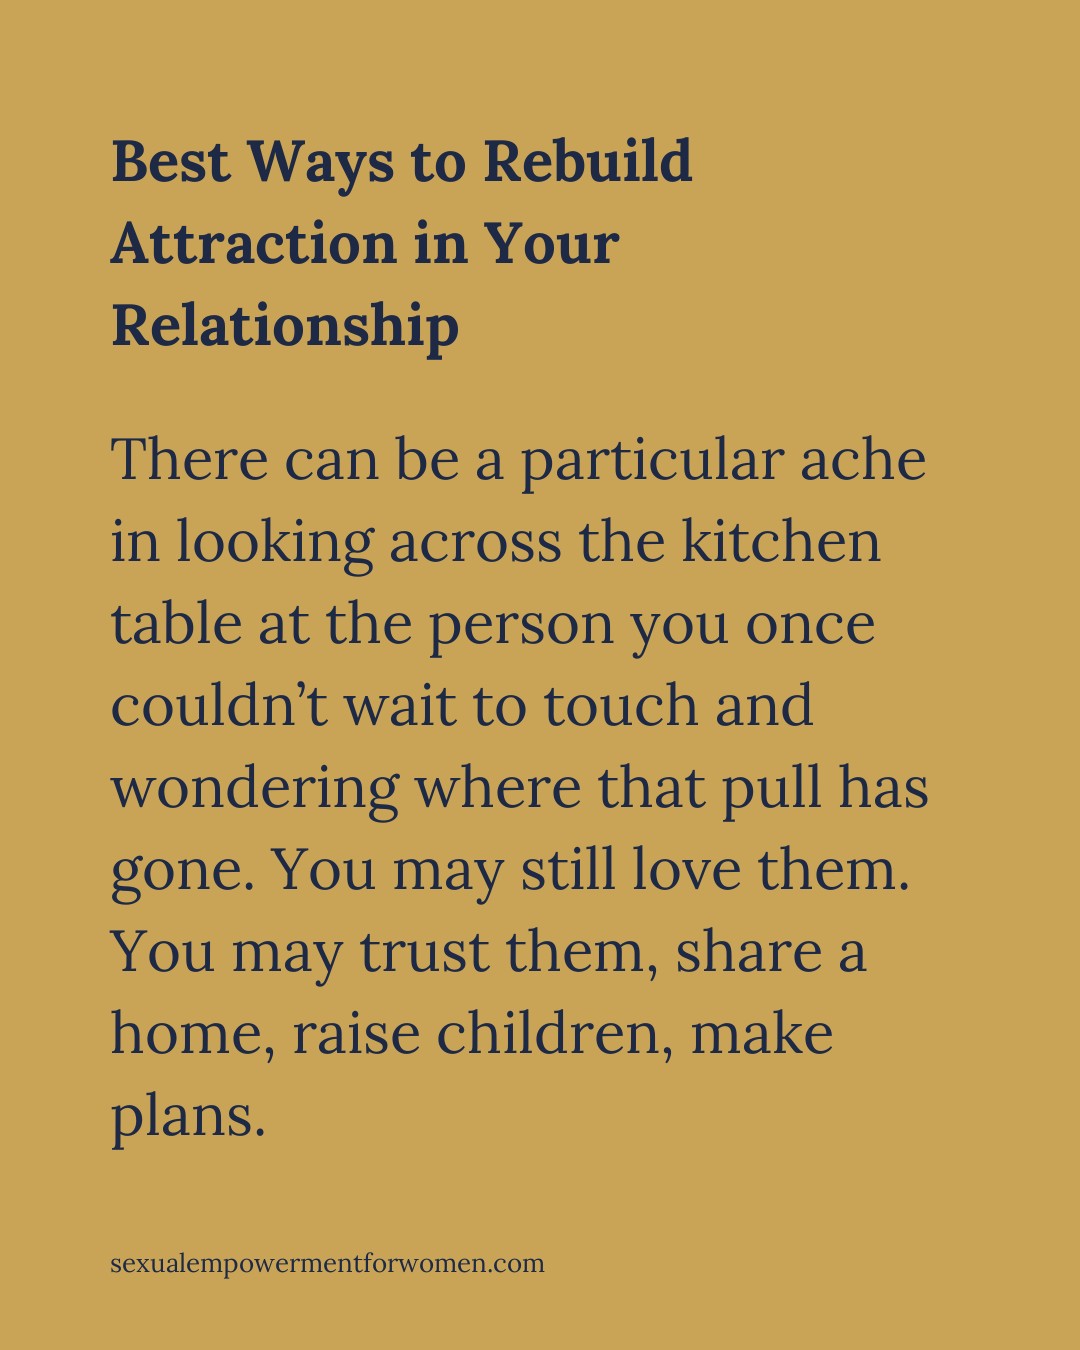 Best Ways to Rebuild
Attraction in Your
Relationship
There can be a particular ache
in looking across the kitchen
table at the person you once
couldn’t wait to touch and
wondering where that pull has
gone. You may still love them.
You may trust them, share a
home, raise children, make
plans.
sexualempowermentforwomen.com